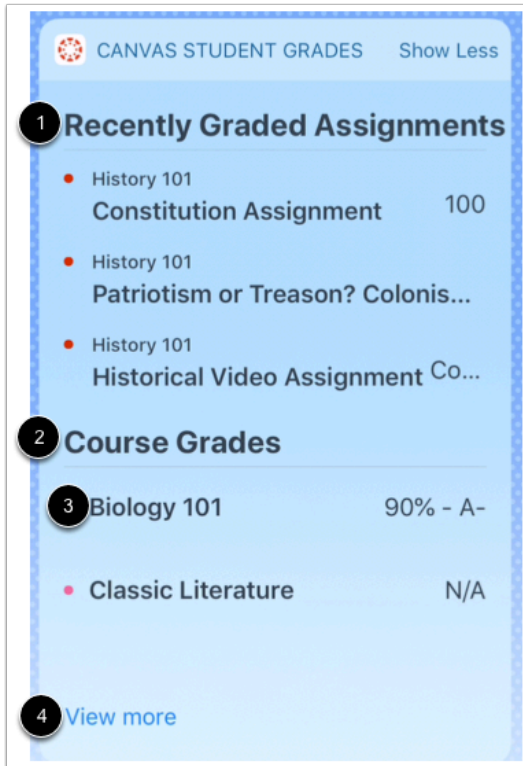 CANVAS STUDENT GRADES Show Less
1 Recently Graded Assignments
History 101
Constitution Assignment 100
History 101
Patriotism or Treason? Colonis...
History 101
Historical Video Assignment Co...
2 Course Grades
3 Biology 101 90% - A-
Classic Literature N/A
4 View more